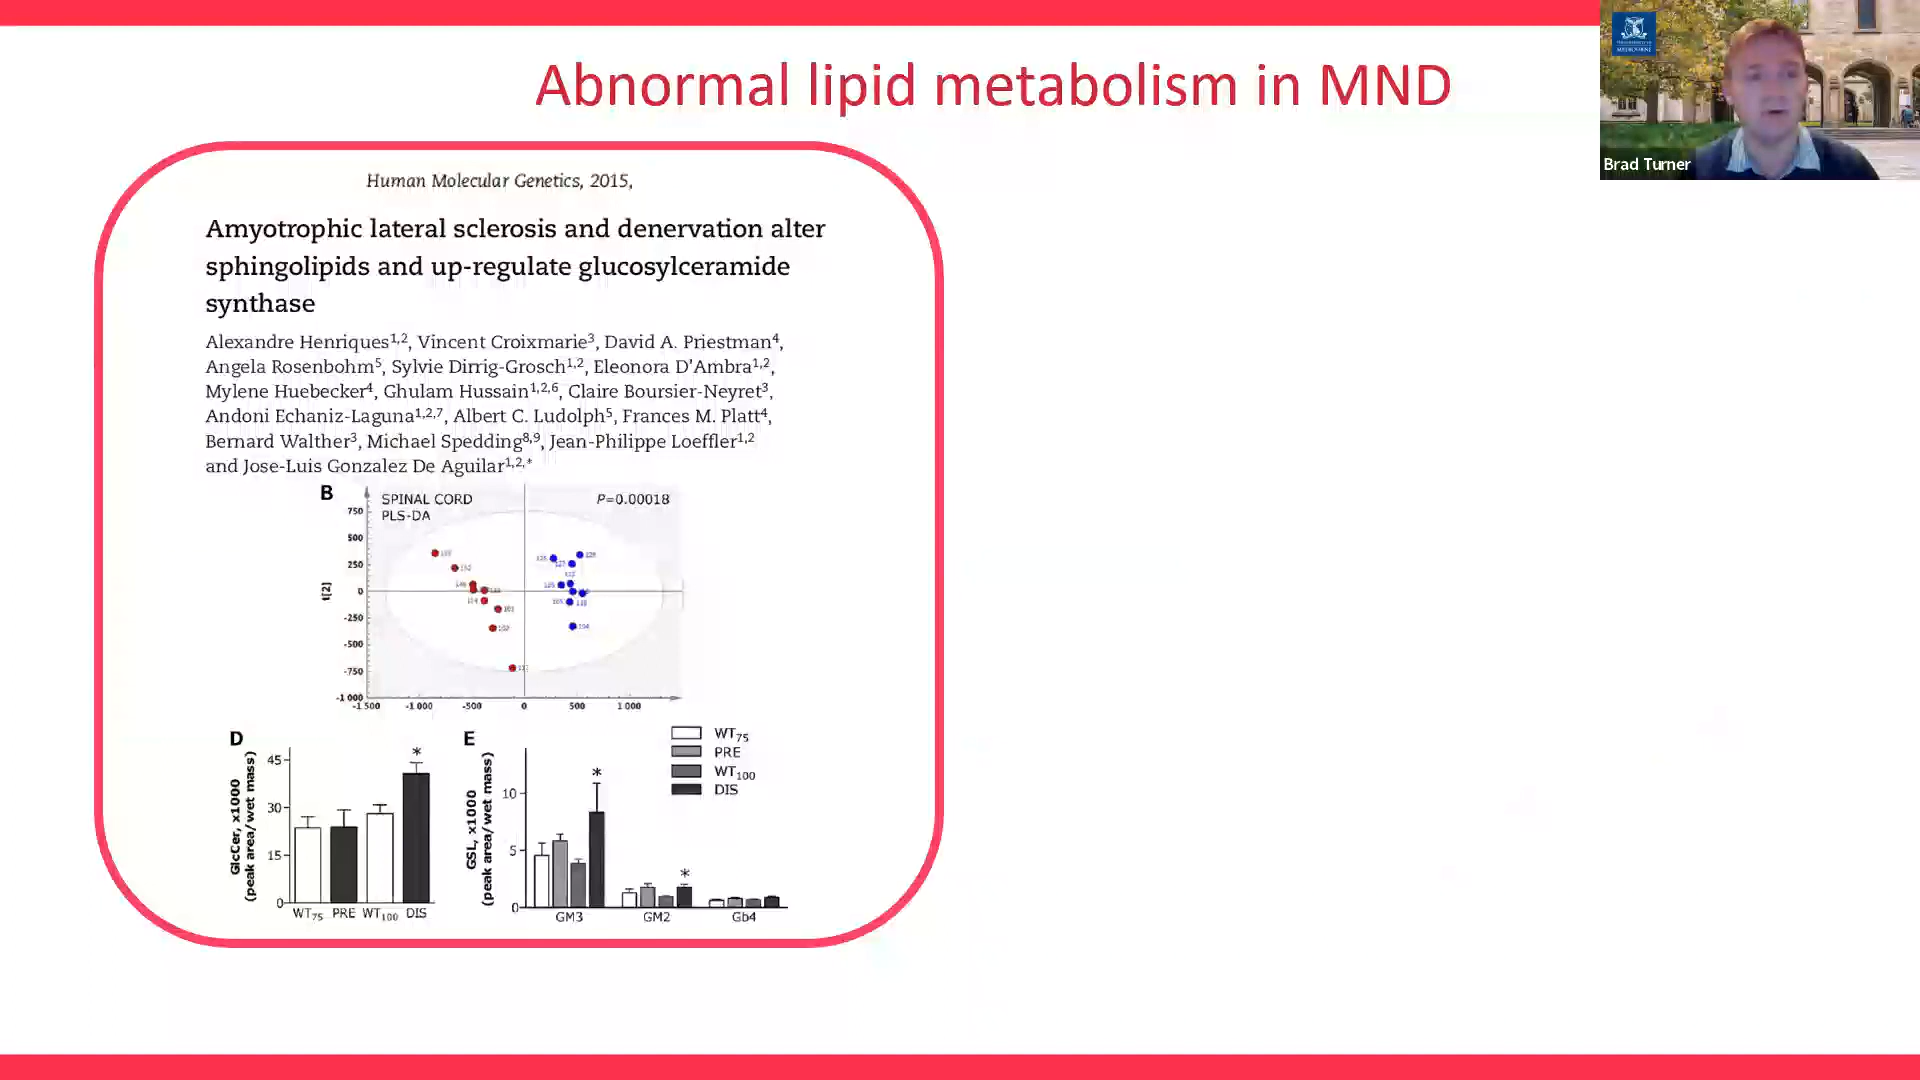 Abnormal lipid metabolism in MND
Brad Turner
Human Molecular Genetics, 2015,
Amyotrophic lateral sclerosis and denervation alter
sphingolipids and up-regulate glucosylceramide
synthase
Alexandre Henriques1,2, Vincent Croixmarie3, David A. Priestman4,
Angela Rosenbohm5, Sylvie Dirrig-Grosch1,2, Eleonora D'Ambra1,2,
Mylene Huebecker4, Ghulam Hussain1,2,6, Claire Boursier-Neyret3,
Andoni Echaniz-Laguna1,2,7, Albert C. Ludolph5, Frances M. Platt4,
Bernard Walther3, Michael Spedding8,9, Jean-Philippe Loeffler1,2
and Jose-Luis Gonzalez De Aguilar1,2,*
B
SPINAL CORD
PLS-DA
P=0.00018
t[2]
750
500
250
0
-250
-500
-750
-1 000
-1 500 -1 000 -500 0 500 1 000
D
GlcCer, x1000
(peak area/wet mass)
45
30
15
0
*
WT75 PRE WT100 DIS
E
GSL, x1000
(peak area/wet mass)
10
5
0
*
*
GM3 GM2 Gb4
WT75
PRE
WT100
DIS